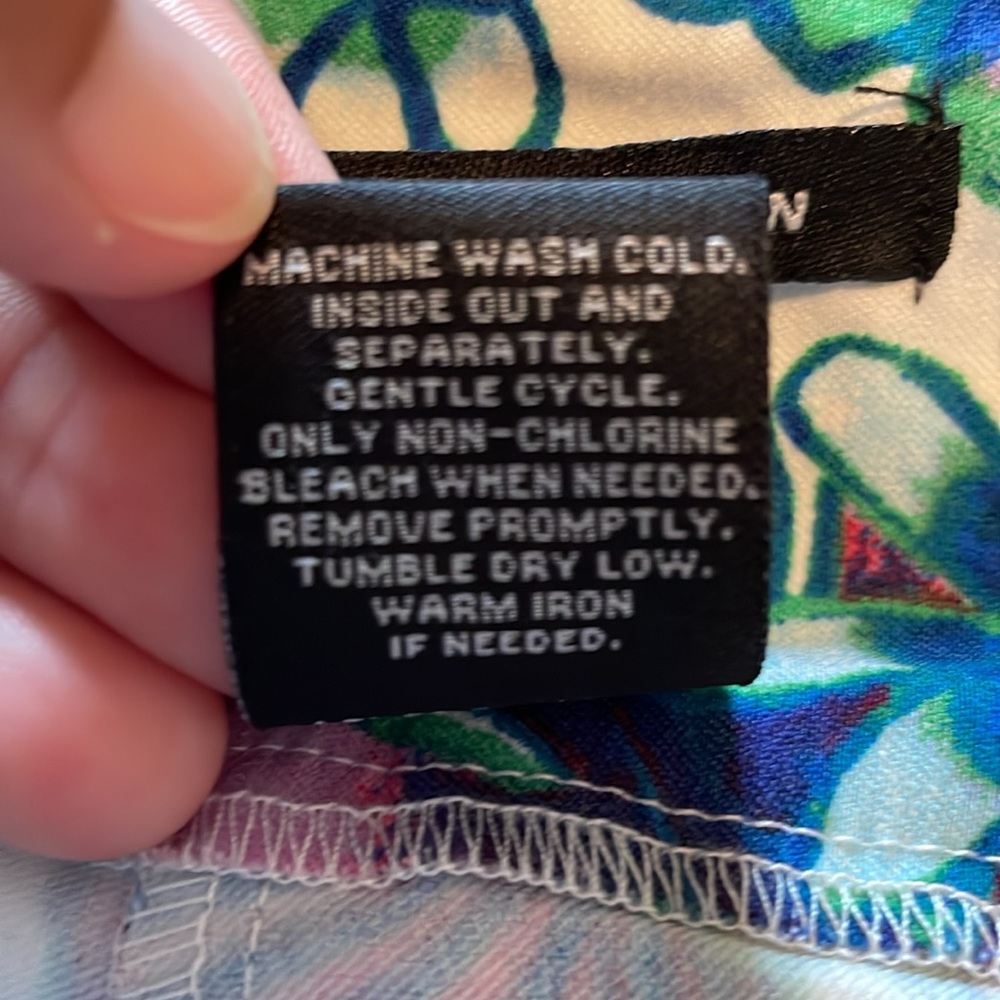 N
MACHINE WASH COLD.
INSIDE OUT AND
SEPARATELY.
GENTLE CYCLE.
ONLY NON-CHLORINE
BLEACH WHEN NEEDED.
REMOVE PROMPTLY.
TUMBLE DRY LOW.
WARM IRON
IF NEEDED.